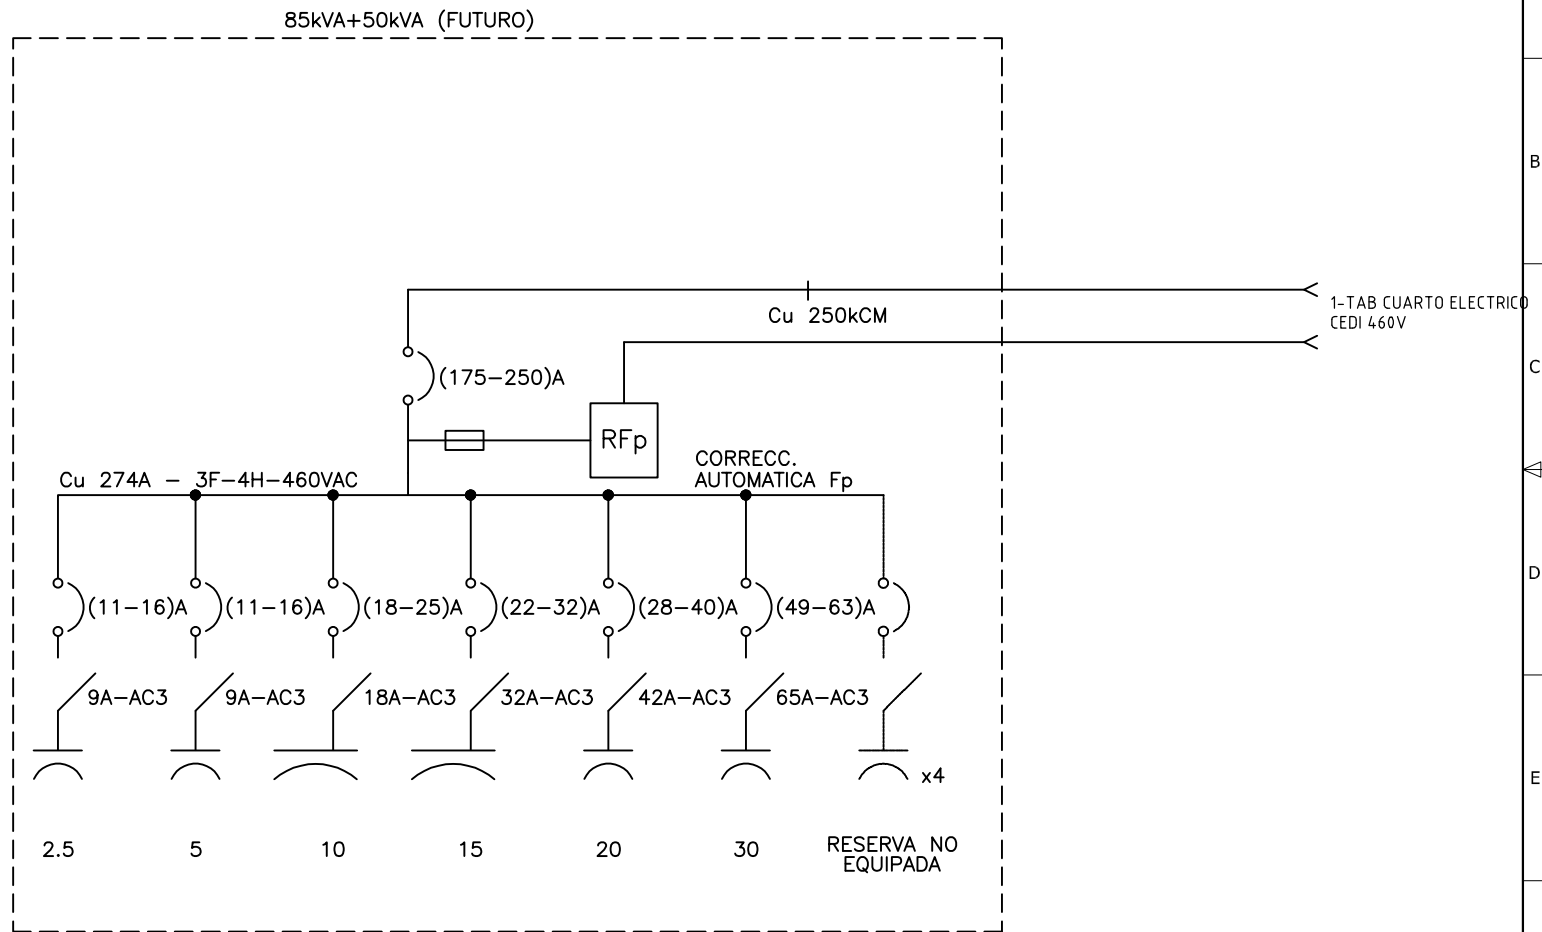 85kVA+50kVA (FUTURO)
B
Cu 250kCM
1-TAB CUARTO ELECTRICO
CEDI 460V
C
(175-250)A
RFp
CORRECC.
AUTOMATICA Fp
Cu 274A - 3F-4H-460VAC
D
(11-16)A (11-16)A (18-25)A (22-32)A (28-40)A (49-63)A
9A-AC3 9A-AC3 18A-AC3 32A-AC3 42A-AC3 65A-AC3
x4
E
2.5 5 10 15 20 30 RESERVA NO
EQUIPADA